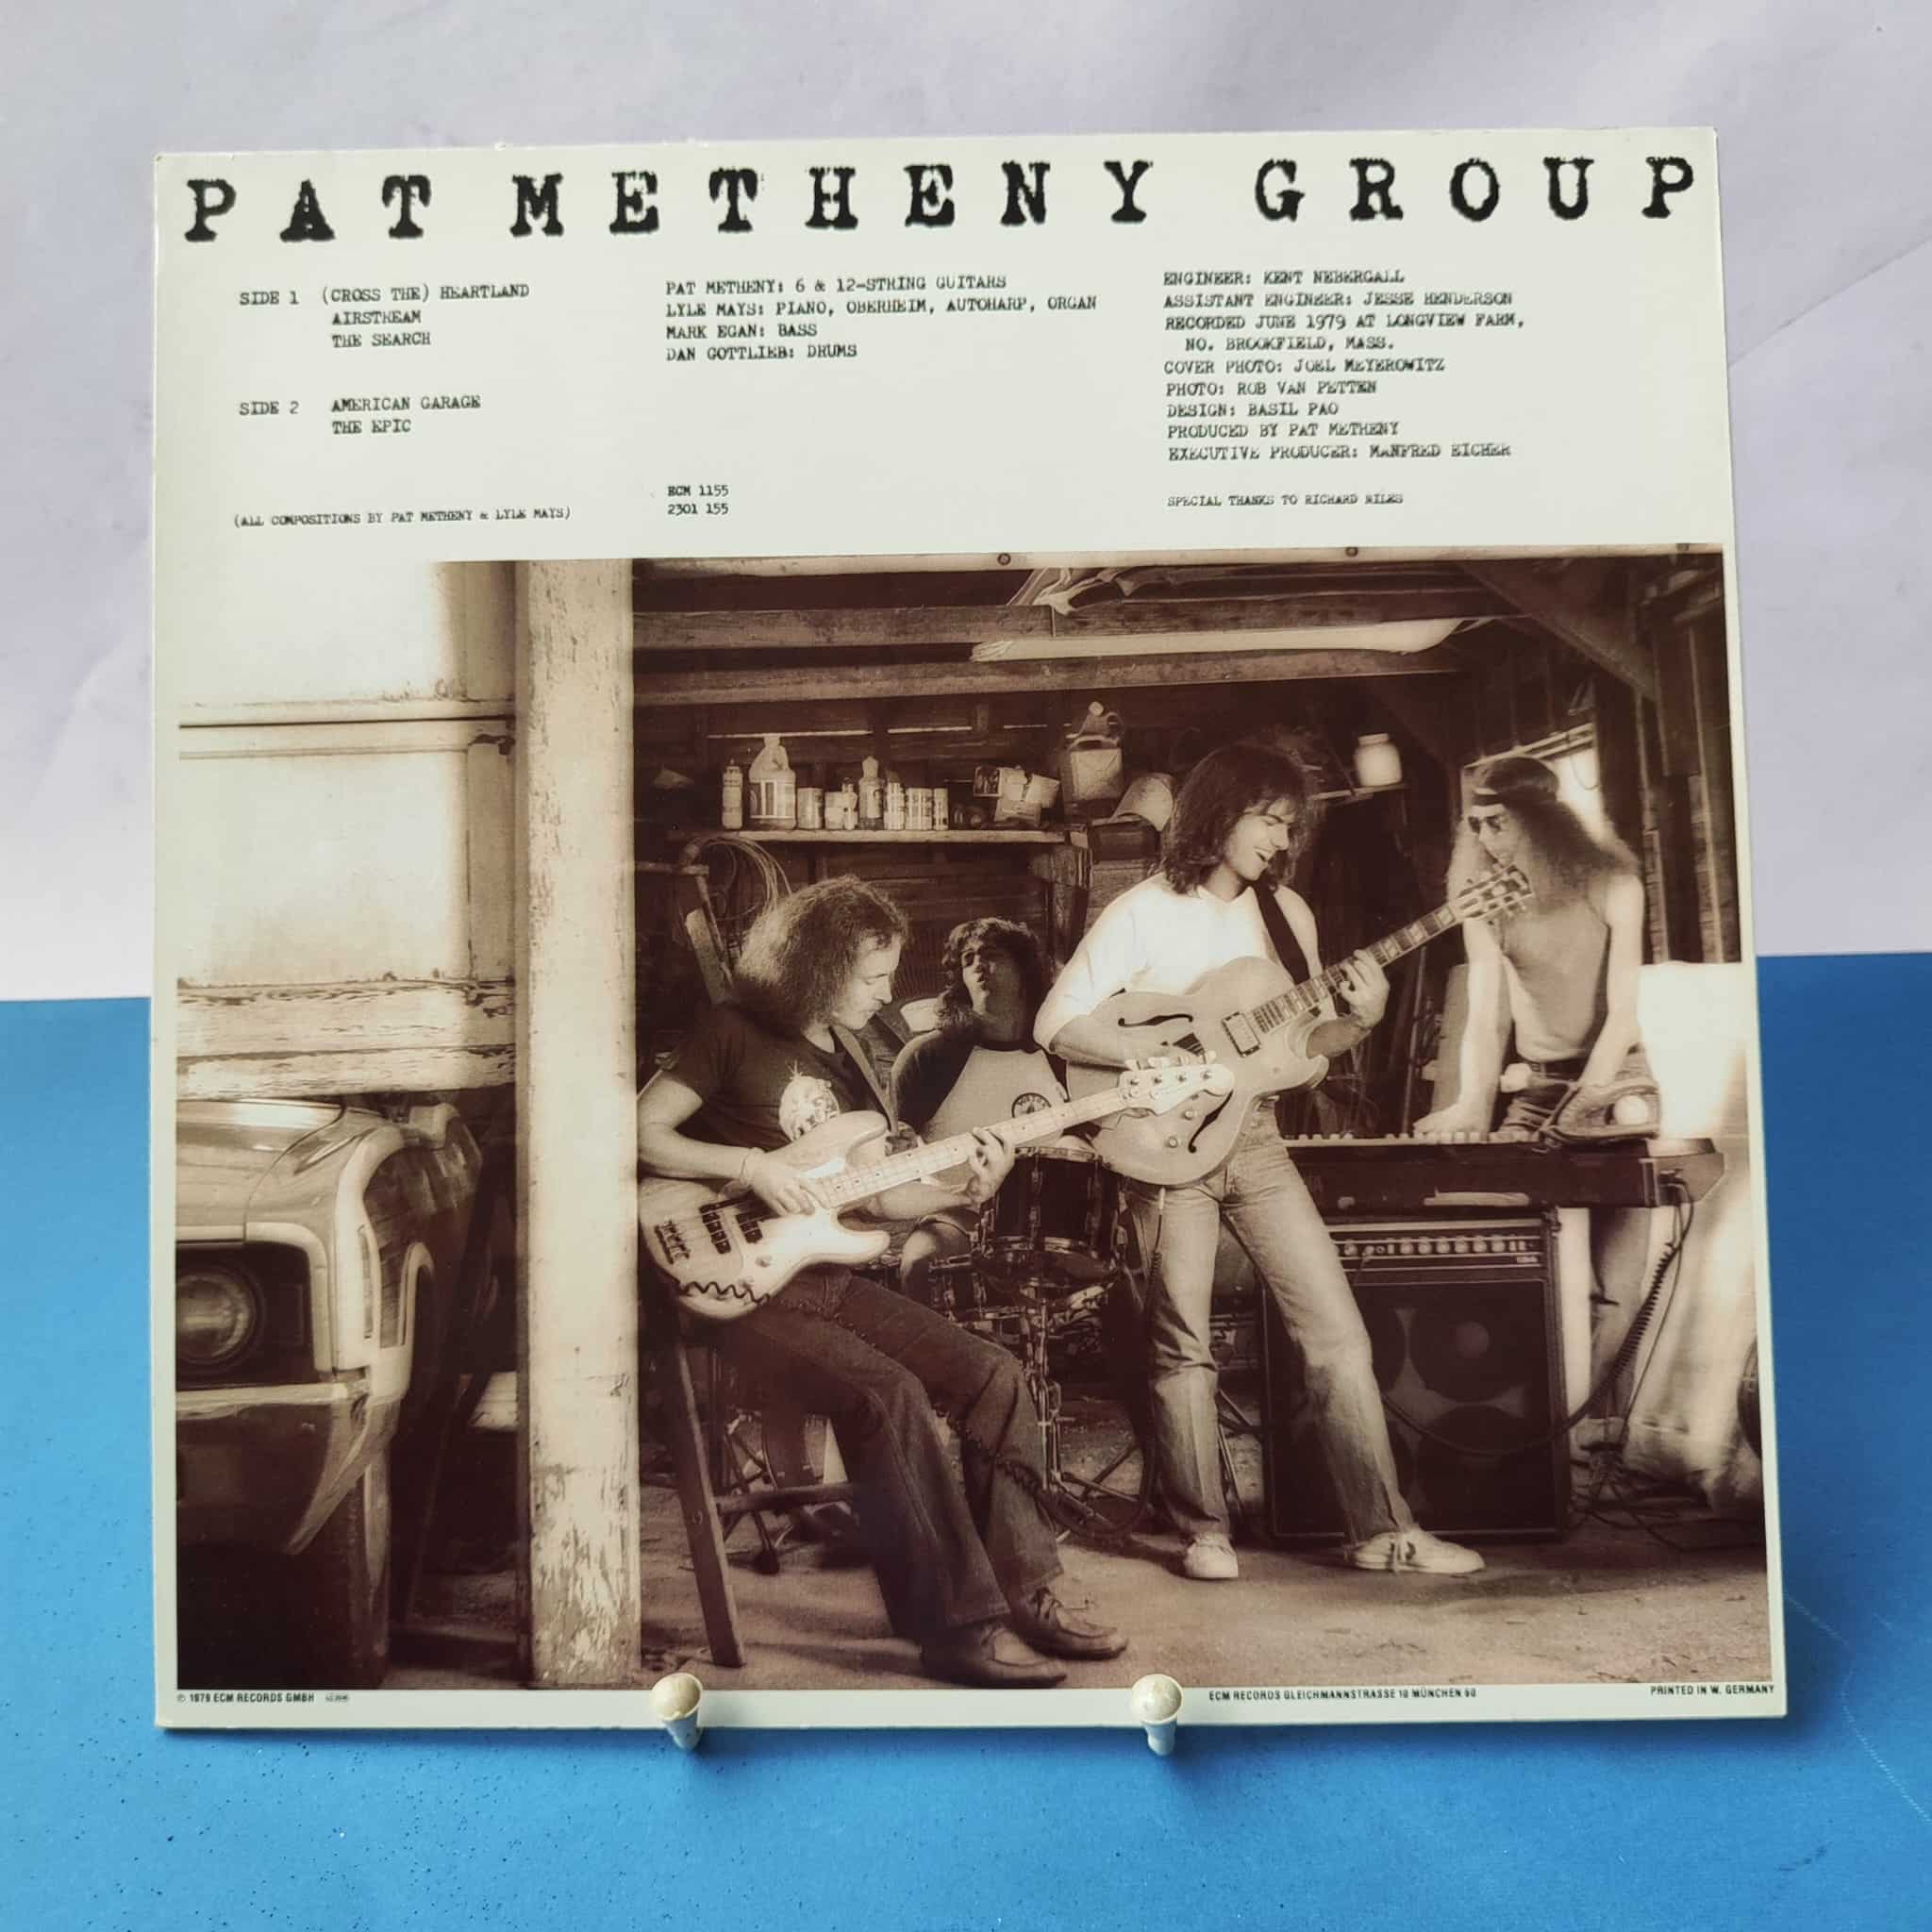 PAT METHENY GROUP
SIDE 1 (CROSS THE) HEARTLAND
AIRSTREAM
THE SEARCH
SIDE 2 AMERICAN GARAGE
THE EPIC
(ALL COMPOSITIONS BY PAT METHENY & LYLE MAYS)
PAT METHENY: 6 & 12-STRING GUITARS
LYLE MAYS: PIANO, OBERHEIM, AUTOHARP, ORGAN
MARK EGAN: BASS
DAN GOTTLIEB: DRUMS
ECM 1155
2301 155
ENGINEER: KENT NEBERGALL
ASSISTANT ENGINEER: JESSE HENDERSON
RECORDED JUNE 1979 AT LONGVIEW FARM,
NO. BROOKFIELD, MASS.
COVER PHOTO: JOEL MEYEROWITZ
PHOTO: ROB VAN PETTEN
DESIGN: BASIL PAO
PRODUCED BY PAT METHENY
EXECUTIVE PRODUCER: MANFRED EICHER
SPECIAL THANKS TO RICHARD NILES
℗ 1979 ECM RECORDS GMBH
ECM RECORDS GLEICHMANNSTRASSE 10 MÜNCHEN 60
PRINTED IN W. GERMANY